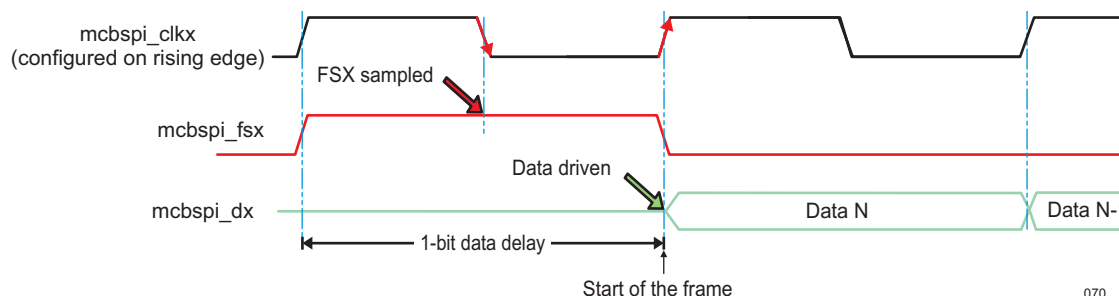 mcbspi_clkx
(configured on rising edge)
FSX sampled
mcbspi_fsx
Data driven
mcbspi_dx
Data N
Data N-
1-bit data delay
Start of the frame
070